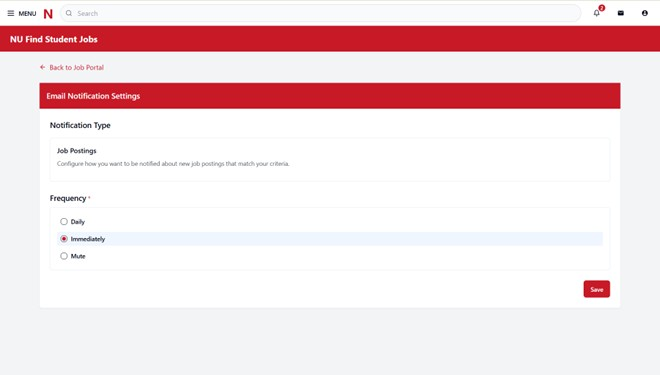 MENU N Search 2
NU Find Student Jobs
← Back to Job Portal
Email Notification Settings
Notification Type
Job Postings
Configure how you want to be notified about new job postings that match your criteria.
Frequency *
Daily
Immediately
Mute
Save